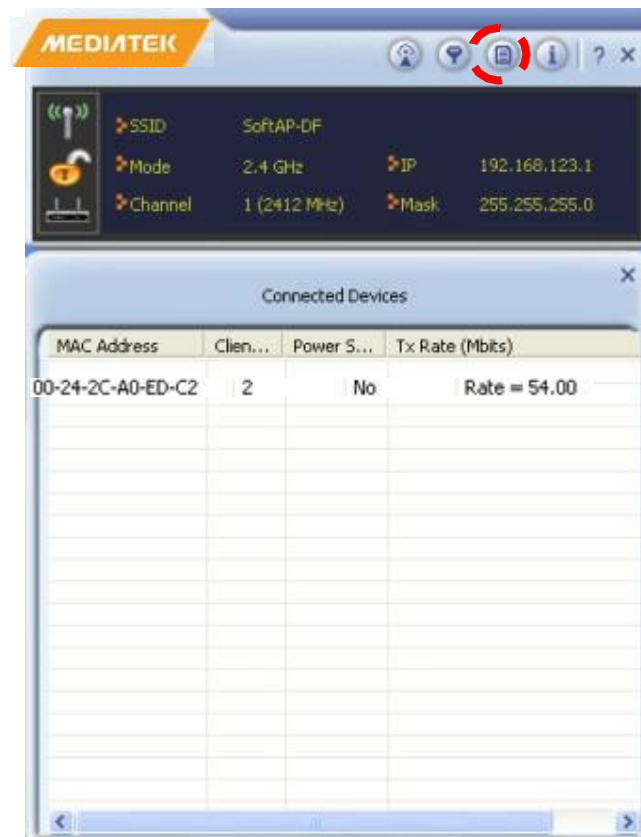 MEDIATEK
i ? ×
SSID SoftAP-DF
Mode 2.4 GHz IP 192.168.123.1
Channel 1 (2412 MHz) Mask 255.255.255.0
Connected Devices
MAC Address Clien... Power S... Tx Rate (Mbits)
00-24-2C-A0-ED-C2 2 No Rate = 54.00